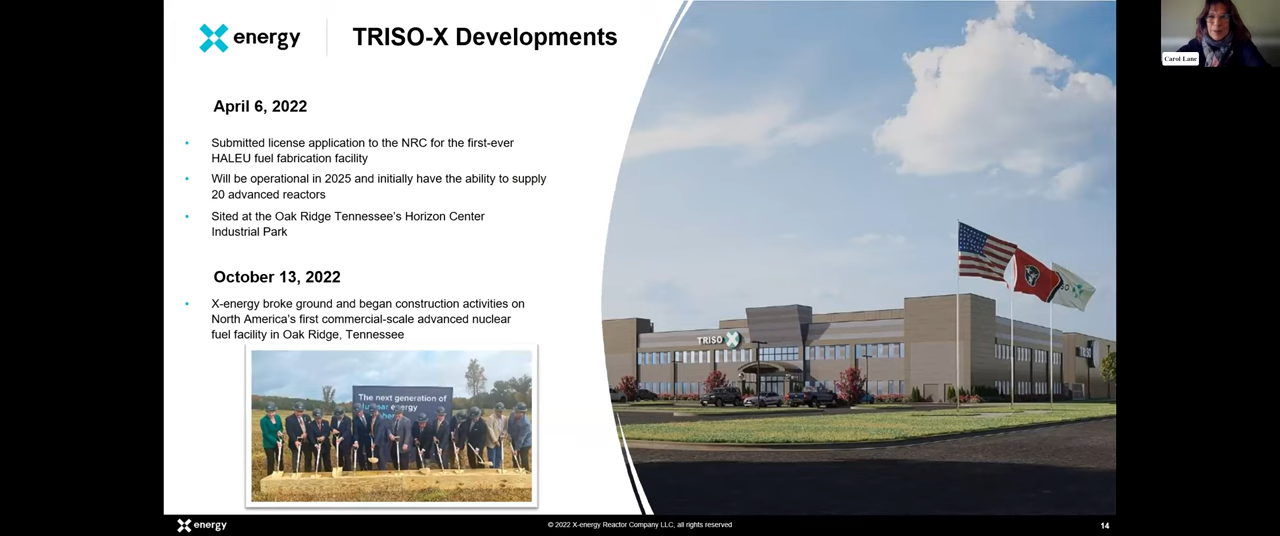 energy
TRISO-X Developments
Carol Lane
April 6, 2022
Submitted license application to the NRC for the first-ever
HALEU fuel fabrication facility
Will be operational in 2025 and initially have the ability to supply
20 advanced reactors
Sited at the Oak Ridge Tennessee's Horizon Center
Industrial Park
October 13, 2022
X-energy broke ground and began construction activities on
North America's first commercial-scale advanced nuclear
fuel facility in Oak Ridge, Tennessee
The next generation of
TRISO
TRISO
energy
© 2022 X-energy Reactor Company LLC, all rights reserved
14